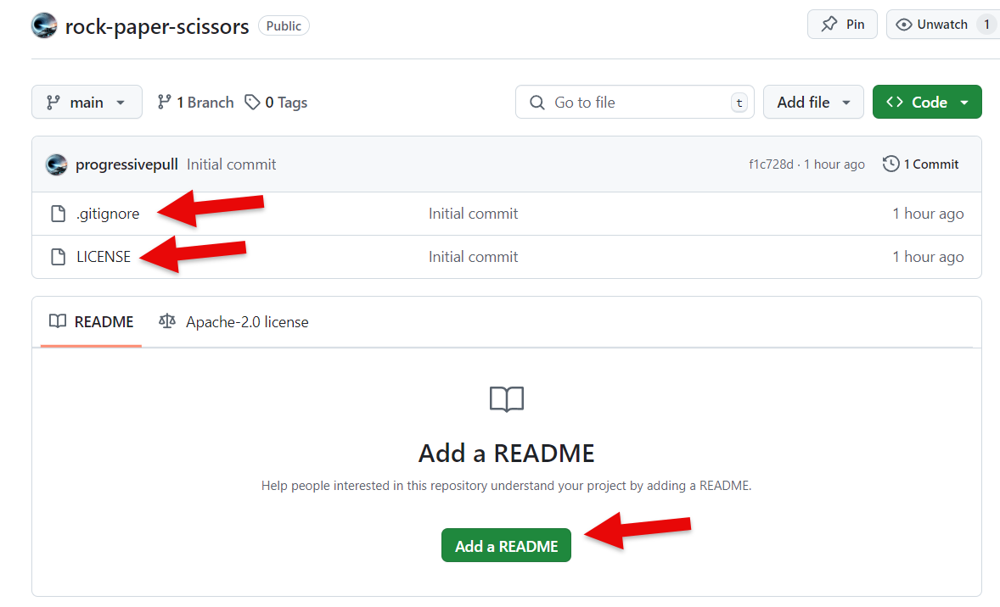 rock-paper-scissors Public Pin Unwatch 1
main 1 Branch 0 Tags Go to file t Add file Code
progressivepull Initial commit f1c728d · 1 hour ago 1 Commit
.gitignore Initial commit 1 hour ago
LICENSE Initial commit 1 hour ago
README Apache-2.0 license
Add a README
Help people interested in this repository understand your project by adding a README.
Add a README